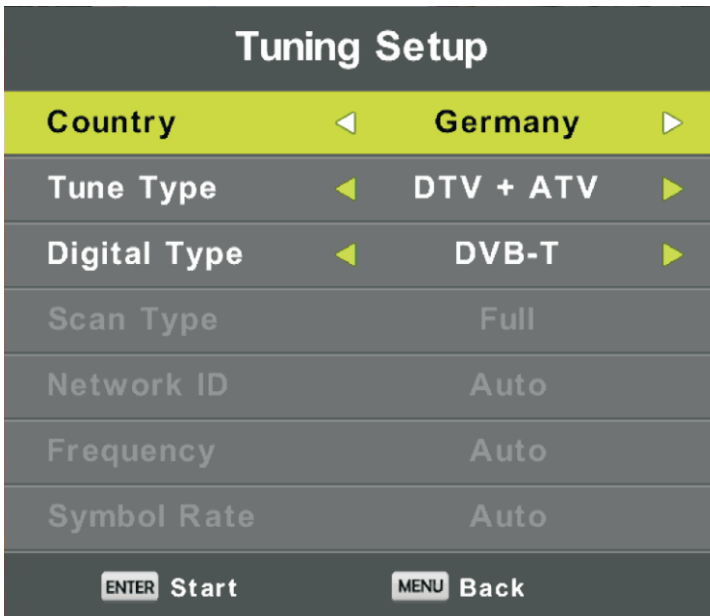 Tuning Setup
Country Germany
Tune Type DTV + ATV
Digital Type DVB-T
Scan Type Full
Network ID Auto
Frequency Auto
Symbol Rate Auto
ENTER Start MENU Back